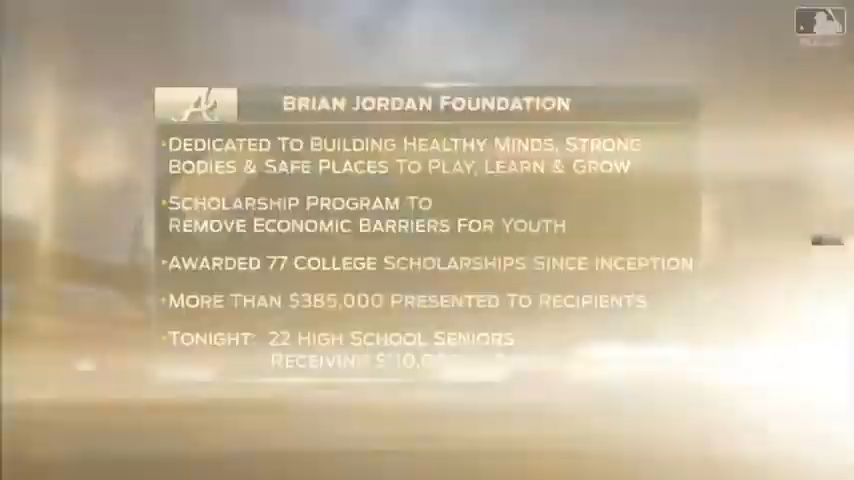 BRIAN JORDAN FOUNDATION
•DEDICATED TO BUILDING HEALTHY MINDS, STRONG
BODIES & SAFE PLACES TO PLAY, LEARN & GROW
•SCHOLARSHIP PROGRAM TO
REMOVE ECONOMIC BARRIERS FOR YOUTH
•AWARDED 77 COLLEGE SCHOLARSHIPS SINCE INCEPTION
•MORE THAN $385,000 PRESENTED TO RECIPIENTS
•TONIGHT: 22 HIGH SCHOOL SENIORS
RECEIVING